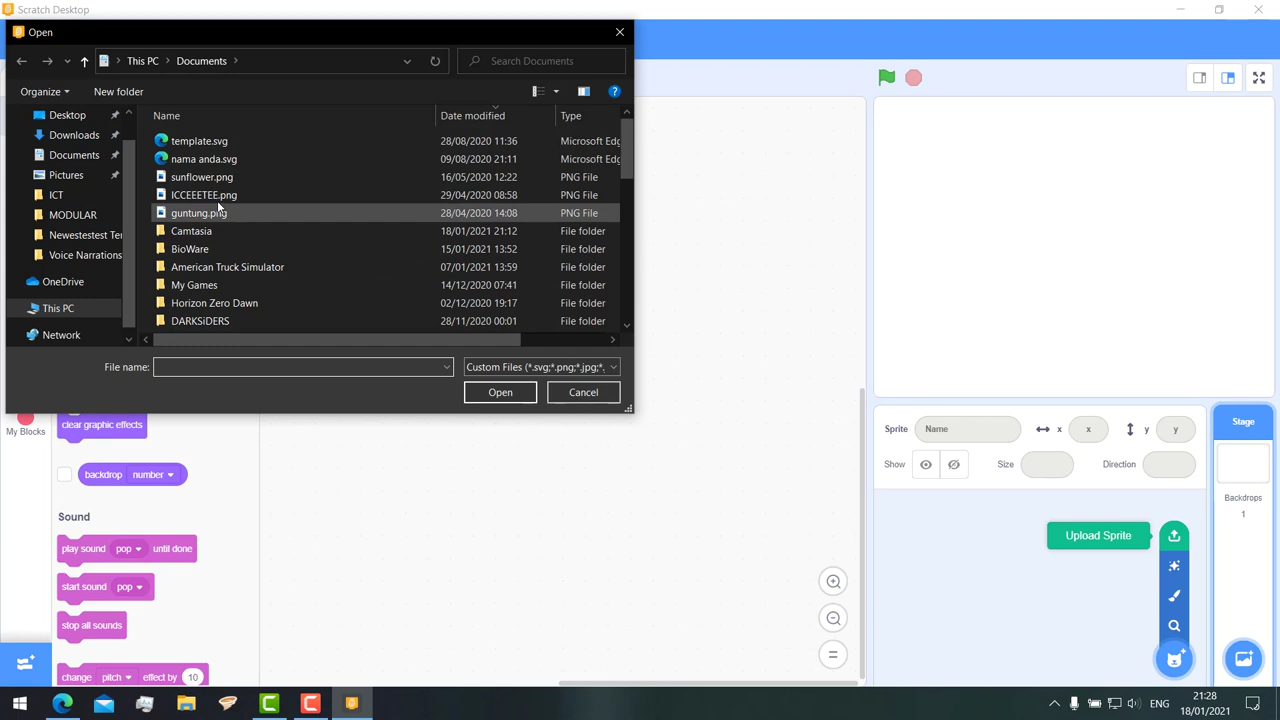 Scratch Desktop
Open
This PC
Documents
Search Documents
Organize
New folder
Name
Date modified
Type
Desktop
Downloads
Documents
Pictures
ICT
MODULAR
Newestestest Ter
Voice Narrations
OneDrive
This PC
Network
template.svg 28/08/2020 11:36 Microsoft Edg
nama anda.svg 09/08/2020 21:11 Microsoft Edg
sunflower.png 16/05/2020 12:22 PNG File
ICCEEETEE.png 29/04/2020 08:58 PNG File
guntung.png 28/04/2020 14:08 PNG File
Camtasia 18/01/2021 21:12 File folder
BioWare 15/01/2021 13:52 File folder
American Truck Simulator 07/01/2021 13:59 File folder
My Games 14/12/2020 07:41 File folder
Horizon Zero Dawn 02/12/2020 19:17 File folder
DARKSiDERS 28/11/2020 00:01 File folder
File name:
Custom Files (*.svg;*.png;*.jpg;*.
Open
Cancel
My Blocks
clear graphic effects
backdrop number
Sound
play sound pop until done
start sound pop
stop all sounds
change pitch effect by 10
Sprite Name x x y y
Show Size Direction
Stage
Backdrops
1
Upload Sprite
ENG
21:28
18/01/2021